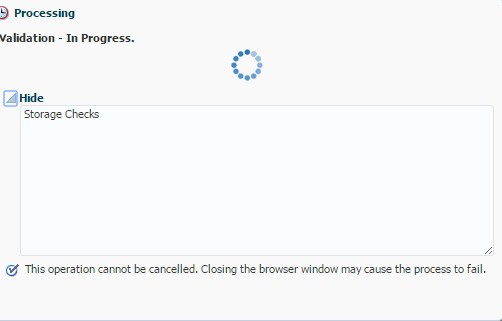 Processing
Validation - In Progress.
Hide
Storage Checks
This operation cannot be cancelled. Closing the browser window may cause the process to fail.